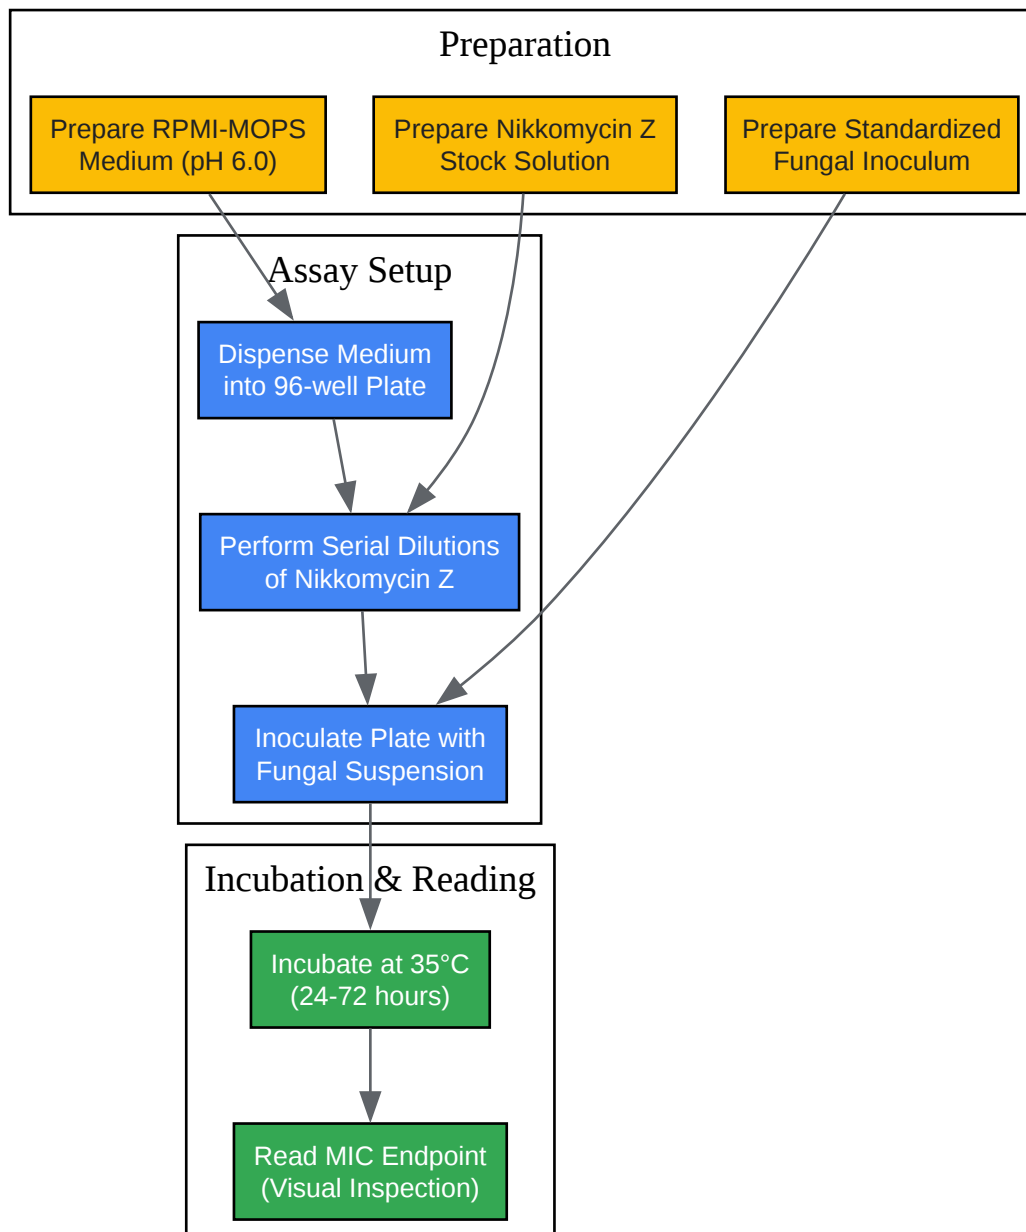 Preparation
Prepare RPMI-MOPS
Medium (pH 6.0)
Prepare Nikkomycin Z
Stock Solution
Prepare Standardized
Fungal Inoculum
Assay Setup
Dispense Medium
into 96-well Plate
Perform Serial Dilutions
of Nikkomycin Z
Inoculate Plate with
Fungal Suspension
Incubation & Reading
Incubate at 35°C
(24-72 hours)
Read MIC Endpoint
(Visual Inspection)